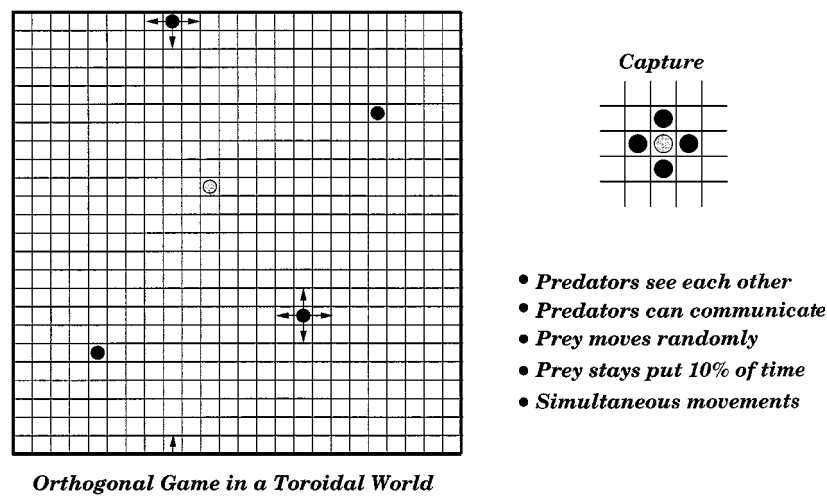 Capture
Predators see each other
Predators can communicate
Prey moves randomly
Prey stays put 10% of time
Simultaneous movements
Orthogonal Game in a Toroidal World